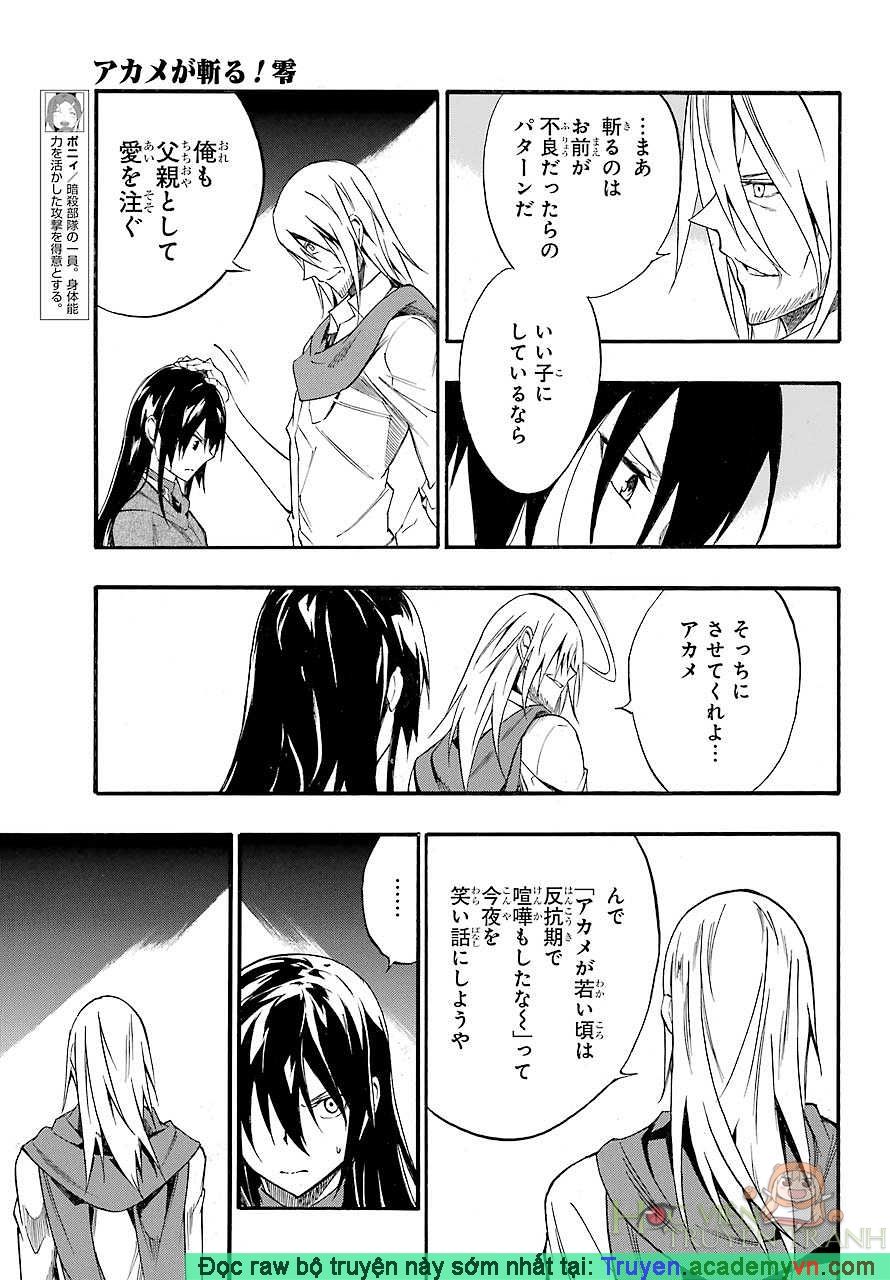 アカメが斬る！零
…まあ
斬るのは
お前が
不良だったらの
パターンだ
いい子に
しているなら
俺も
父親として
愛を注ぐ
ボニィ／暗殺部隊の一員。身体能
力を活かした攻撃を得意とする。
そっちに
させてくれよ…
アカメ
んで
「アカメが若い頃は
反抗期で
喧嘩もしたな〜」って
今夜を
笑い話にしようや
……
HỌC VIỆN
TRUYỆN TRANH
Đọc raw bộ truyện này sớm nhất tại: Truyen.academyvn.com